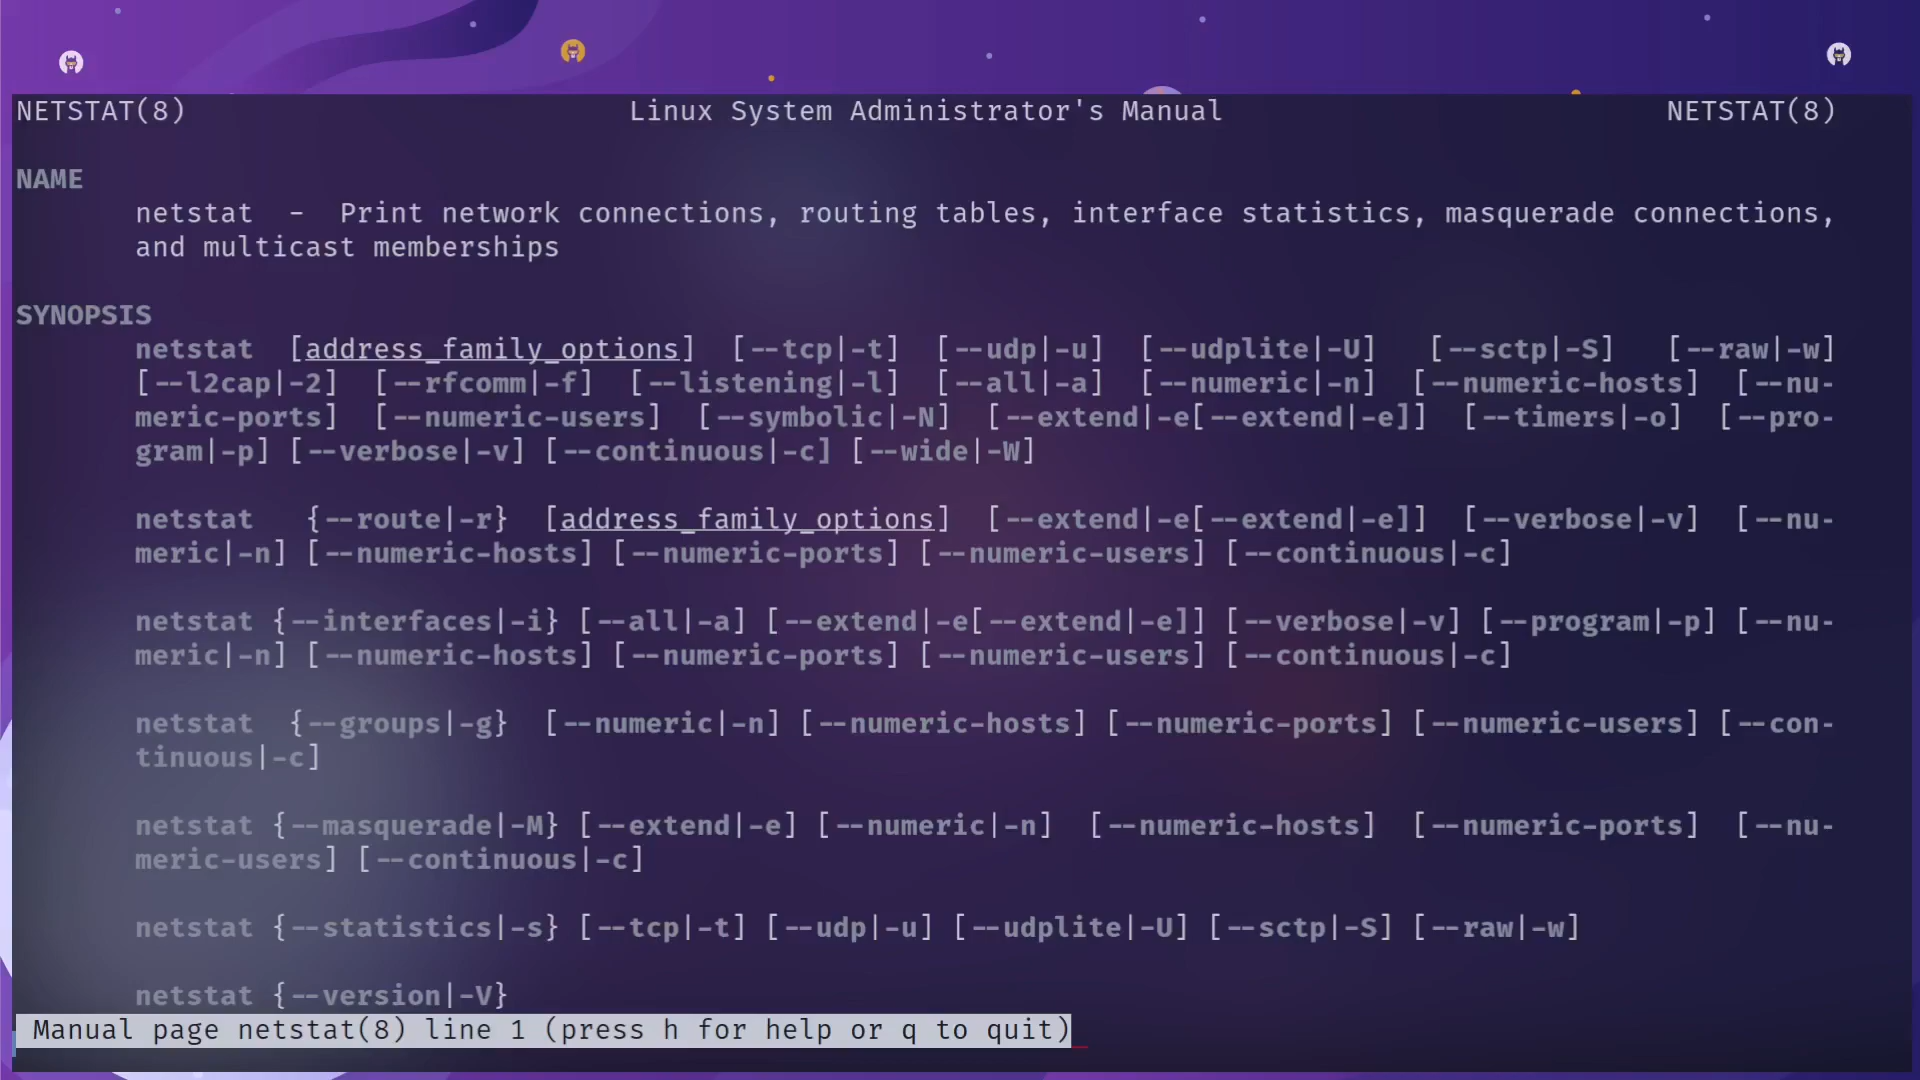 NETSTAT(8) Linux System Administrator's Manual NETSTAT(8)
NAME
netstat - Print network connections, routing tables, interface statistics, masquerade connections,
and multicast memberships
SYNOPSIS
netstat [address_family_options] [--tcp|-t] [--udp|-u] [--udplite|-U] [--sctp|-S] [--raw|-w]
[--l2cap|-2] [--rfcomm|-f] [--listening|-l] [--all|-a] [--numeric|-n] [--numeric-hosts] [--nu-
meric-ports] [--numeric-users] [--symbolic|-N] [--extend|-e[--extend|-e]] [--timers|-o] [--pro-
gram|-p] [--verbose|-v] [--continuous|-c] [--wide|-W]
netstat {--route|-r} [address_family_options] [--extend|-e[--extend|-e]] [--verbose|-v] [--nu-
meric|-n] [--numeric-hosts] [--numeric-ports] [--numeric-users] [--continuous|-c]
netstat {--interfaces|-i} [--all|-a] [--extend|-e[--extend|-e]] [--verbose|-v] [--program|-p] [--nu-
meric|-n] [--numeric-hosts] [--numeric-ports] [--numeric-users] [--continuous|-c]
netstat {--groups|-g} [--numeric|-n] [--numeric-hosts] [--numeric-ports] [--numeric-users] [--con-
tinuous|-c]
netstat {--masquerade|-M} [--extend|-e] [--numeric|-n] [--numeric-hosts] [--numeric-ports] [--nu-
meric-users] [--continuous|-c]
netstat {--statistics|-s} [--tcp|-t] [--udp|-u] [--udplite|-U] [--sctp|-S] [--raw|-w]
netstat {--version|-V}
Manual page netstat(8) line 1 (press h for help or q to quit)